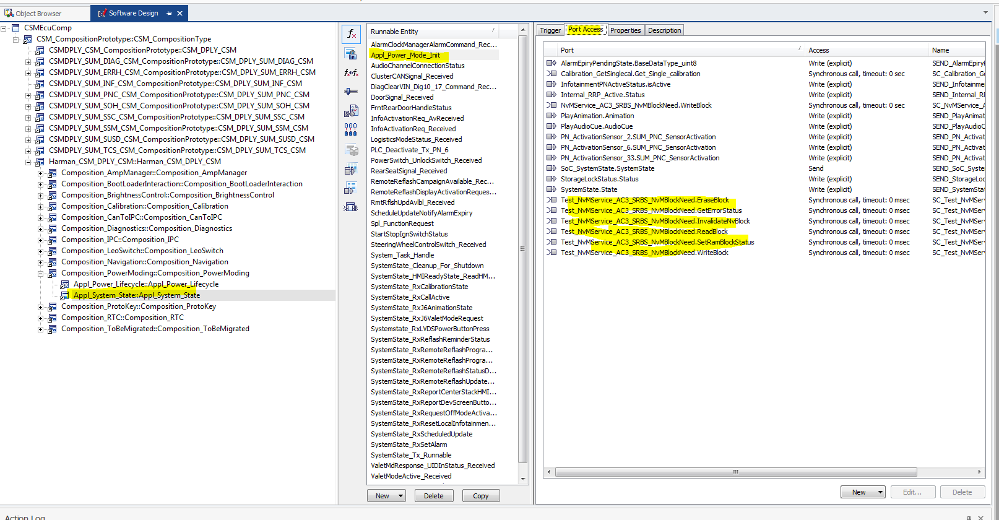 Object Browser
Software Design
CSMEcuComp
CSM_CompositionPrototype::CSM_CompositionType
CSMDPLY_CSM_CompositionPrototype::CSM_DPLY_CSM
CSMDPLY_SUM_DIAG_CSM_CompositionPrototype::CSM_DPLY_SUM_DIAG_CSM
CSMDPLY_SUM_ERRH_CSM_CompositionPrototype::CSM_DPLY_SUM_ERRH_CSM
CSMDPLY_SUM_INF_CSM_CompositionPrototype::CSM_DPLY_SUM_INF_CSM
CSMDPLY_SUM_PNC_CSM_CompositionPrototype::CSM_DPLY_SUM_PNC_CSM
CSMDPLY_SUM_SOH_CSM_CompositionPrototype::CSM_DPLY_SUM_SOH_CSM
CSMDPLY_SUM_SSC_CSM_CompositionPrototype::CSM_DPLY_SUM_SSC_CSM
CSMDPLY_SUM_SSM_CSM_CompositionPrototype::CSM_DPLY_SUM_SSM_CSM
CSMDPLY_SUM_SUSD_CSM_CompositionPrototype::CSM_DPLY_SUM_SUSD_CSM
CSMDPLY_SUM_TCS_CSM_CompositionPrototype::CSM_DPLY_SUM_TCS_CSM
Harman_CSM_DPLY_CSM::Harman_CSM_DPLY_CSM
Composition_AmpManager::Composition_AmpManager
Composition_BootLoaderInteraction::Composition_BootLoaderInteraction
Composition_BrightnessControl::Composition_BrightnessControl
Composition_Calibration::Composition_Calibration
Composition_CanToIPC::Composition_CanToIPC
Composition_Diagnostics::Composition_Diagnostics
Composition_IPC::Composition_IPC
Composition_LeoSwitch::Composition_LeoSwitch
Composition_Navigation::Composition_Navigation
Composition_PowerModing::Composition_PowerModing
Appl_Power_Lifecycle::Appl_Power_Lifecycle
Appl_System_State::Appl_System_State
Composition_ProtoKey::Composition_ProtoKey
Composition_RTC::Composition_RTC
Composition_ToBeMigrated::Composition_ToBeMigrated
Runnable Entity
AlarmClockManagerAlarmCommand_Rec...
Appl_Power_Mode_Init
AudioChannelConnectionStatus
ClusterCANSignal_Received
DiagClearVIN_Dig10_17_Command_Rec...
DoorSignal_Received
FrntRearDoorHandleStatus
InfoActivationReq_AvReceived
InfoActivationReq_Received
LogisticsModeStatus_Received
PLC_Deactivate_Tx_PN_6
PowerSwitch_UnlockSwitch_Received
RearSeatSignal_Received
RemoteReflashCampaignAvailable_Rec...
RemoteReflashDisplayActivationReques...
RmtRflshUpdAvlbl_Received
ScheduleUpdateNotifyAlarmExpiry
Spl_FunctionRequest
StartStopIgnSwitchStatus
SteeringWheelControlSwitch_Received
System_Task_Handle
SystemState_Cleanup_For_Shutdown
SystemState_HMIReadyState_ReadHM...
SystemState_RxCalibrationState
SystemState_RxCallActive
SystemState_RxJ6AnimationState
SystemState_RxJ6ValetModeRequest
Systemstate_RxLVDSPowerButtonPress
SystemState_RxReflashReminderStatus
SystemState_RxRemoteReflashProgra...
SystemState_RxRemoteReflashProgra...
SystemState_RxRemoteReflashStatusD...
SystemState_RxRemoteReflashUpdate...
SystemState_RxReportCenterStackHMI...
SystemState_RxReportDevScreenButto...
SystemState_RxRequestOffModeActiva...
SystemState_RxResetLocalInfotainmen...
SystemState_RxScheduledUpdate
SystemState_RxSetAlarm
SystemState_Tx_Runnable
ValetMdResponse_UIDInStatus_Received
ValetModeActive_Received
New Delete Copy
Trigger Port Access Properties Description
Port Access Name
AlarmEpiryPendingState.BaseDataType_uint8 Write (explicit) SEND_AlarmEpiryl
Calibration_GetSinglecal.Get_Single_calibration Synchronous call, timeout: 0 sec SC_Calibration_Ge
InfotainmentPNActiveStatus.isActive Write (explicit) SEND_Infotainme
Internal_RRP_Active.Status Write (explicit) SEND_Internal_RI
NvMService_AC3_SRBS_NvMBlockNeed.WriteBlock Synchronous call, timeout: 0 sec SC_NvMService_A
PlayAnimation.Animation Write (explicit) SEND_PlayAnimat
PlayAudioCue.AudioCue Write (explicit) SEND_PlayAudioC
PN_ActivationSensor_2.SUM_PNC_SensorActivation Write (explicit) SEND_PN_Activat
PN_ActivationSensor_6.SUM_PNC_SensorActivation Write (explicit) SEND_PN_Activat
PN_ActivationSensor_33.SUM_PNC_SensorActivation Write (explicit) SEND_PN_Activat
SoC_SystemState.SystemState Send SEND_SoC_Syste
StorageLockStatus.Status Write (explicit) SEND_StorageLoc
SystemState.State Write (explicit) SEND_SystemSta
Test_NvMService_AC3_SRBS_NvMBlockNeed.EraseBlock Synchronous call, timeout: 0 msec SC_Test_NvMSer
Test_NvMService_AC3_SRBS_NvMBlockNeed.GetErrorStatus Synchronous call, timeout: 0 msec SC_Test_NvMSer
Test_NvMService_AC3_SRBS_NvMBlockNeed.InvalidateNvBlock Synchronous call, timeout: 0 msec SC_Test_NvMSer
Test_NvMService_AC3_SRBS_NvMBlockNeed.ReadBlock Synchronous call, timeout: 0 msec SC_Test_NvMSer
Test_NvMService_AC3_SRBS_NvMBlockNeed.SetRamBlockStatus Synchronous call, timeout: 0 msec SC_Test_NvMSer
Test_NvMService_AC3_SRBS_NvMBlockNeed.WriteBlock Synchronous call, timeout: 0 msec SC_Test_NvMSer
New Edit... Delete
Action Log